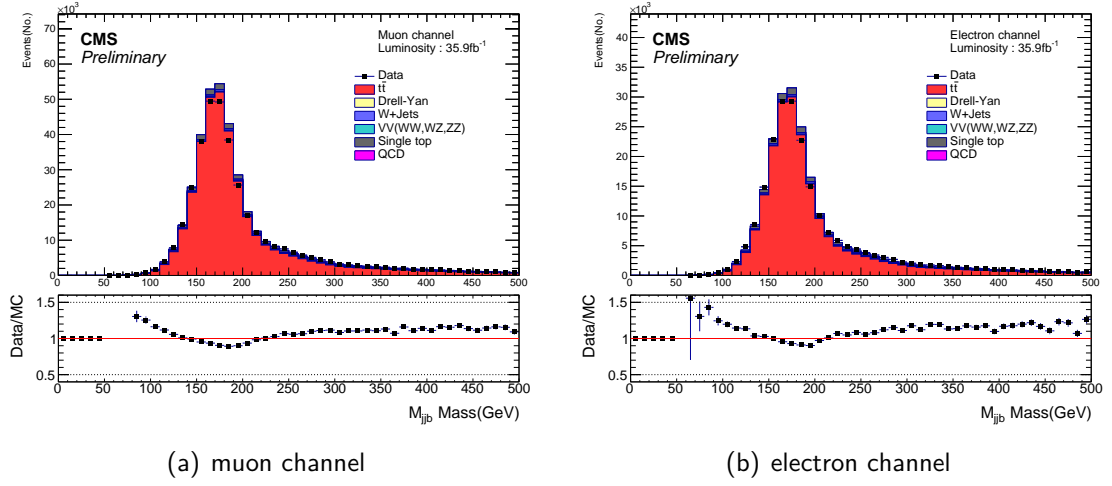 ×10³
70
60
50
40
30
20
10
0
Events(No.)
CMS
Preliminary
Muon channel
Luminosity : 35.9fb⁻¹
Data
tt̄
Drell-Yan
W+Jets
VV(WW,WZ,ZZ)
Single top
QCD
0 50 100 150 200 250 300 350 400 450 500
1.5
1
0.5
Data/MC
0 50 100 150 200 250 300 350 400 450 500
M_jjb Mass(GeV)
(a) muon channel
×10³
40
35
30
25
20
15
10
5
0
Events(No.)
CMS
Preliminary
Electron channel
Luminosity : 35.9fb⁻¹
Data
tt̄
Drell-Yan
W+Jets
VV(WW,WZ,ZZ)
Single top
QCD
0 50 100 150 200 250 300 350 400 450 500
1.5
1
0.5
Data/MC
0 50 100 150 200 250 300 350 400 450 500
M_jjb Mass(GeV)
(b) electron channel